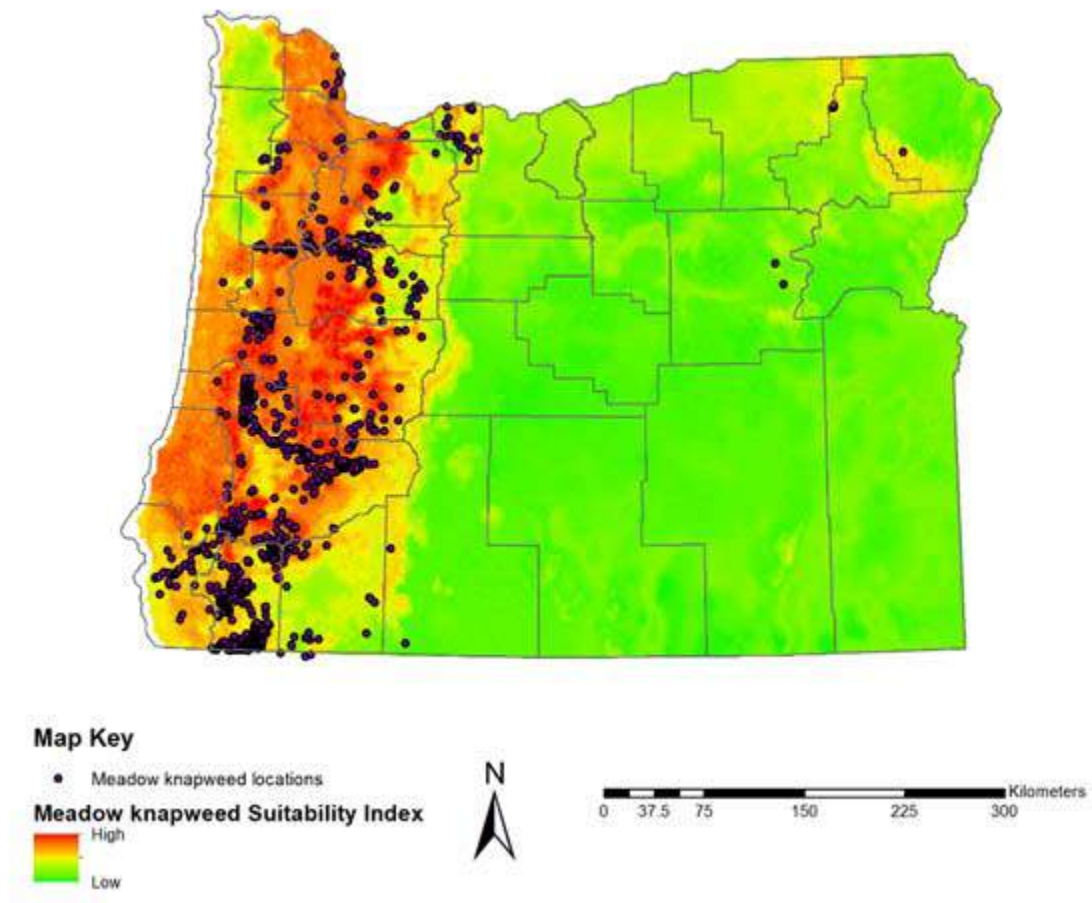 Map Key
Meadow knapweed locations
Meadow knapweed Suitability Index
High
Low
N
Kilometers
0 37.5 75 150 225 300